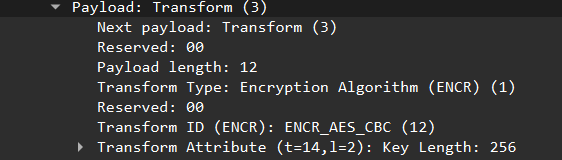 Payload: Transform (3)
Next payload: Transform (3)
Reserved: 00
Payload length: 12
Transform Type: Encryption Algorithm (ENCR) (1)
Reserved: 00
Transform ID (ENCR): ENCR_AES_CBC (12)
Transform Attribute (t=14,l=2): Key Length: 256